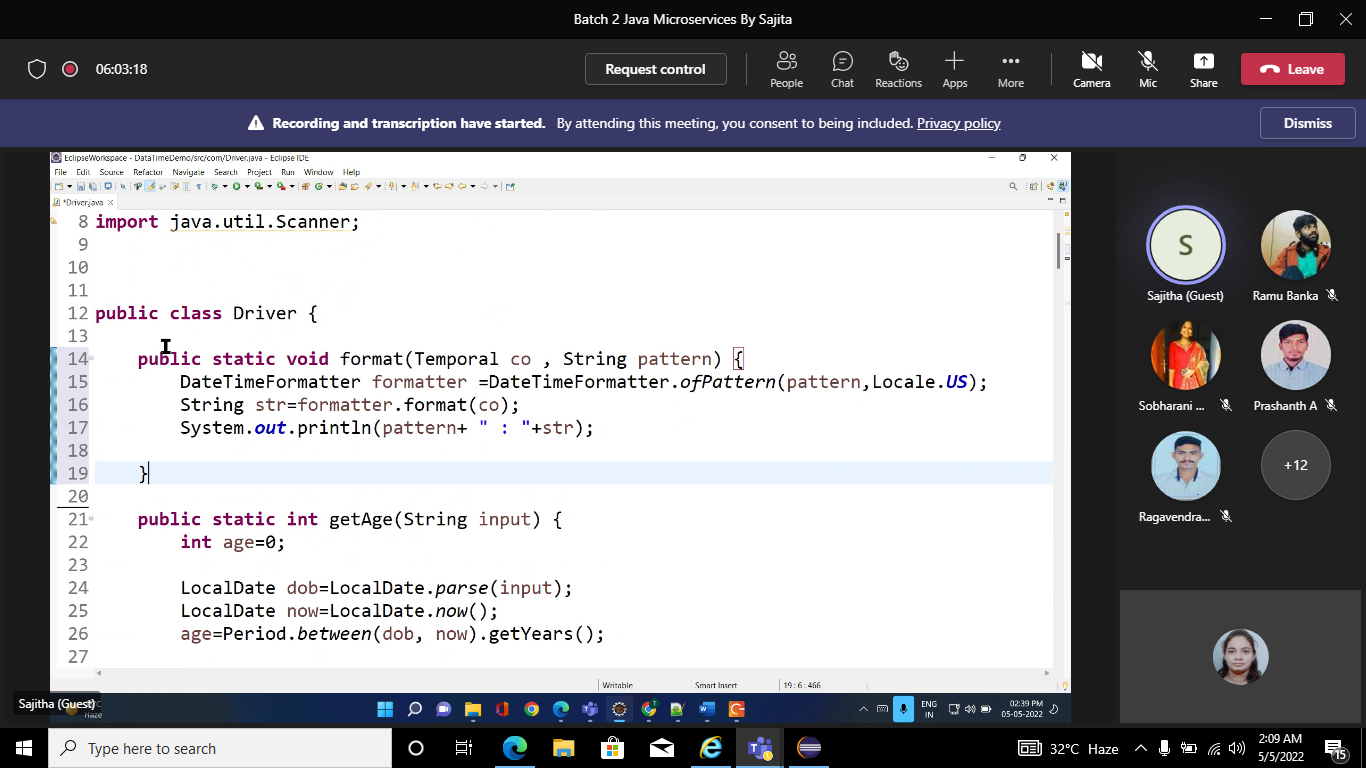 Batch 2 Java Microservices By Sajita
06:03:18
Request control
People
Chat
Reactions
Apps
More
Camera
Mic
Share
Leave
Recording and transcription have started. By attending this meeting, you consent to being included. Privacy policy
Dismiss
EclipseWorkspace - DataTimeDemo/src/com/Driver.java - Eclipse IDE
File Edit Source Refactor Navigate Search Project Run Window Help
*Driver.java
8 import java.util.Scanner;
9
10
11
12 public class Driver {
13
14 public static void format(Temporal co , String pattern) {
15 DateTimeFormatter formatter =DateTimeFormatter.ofPattern(pattern,Locale.US);
16 String str=formatter.format(co);
17 System.out.println(pattern+ " : "+str);
18
19 }
20
21 public static int getAge(String input) {
22 int age=0;
23
24 LocalDate dob=LocalDate.parse(input);
25 LocalDate now=LocalDate.now();
26 age=Period.between(dob, now).getYears();
27
Writable Smart Insert 19 : 6 : 466
S
Sajitha (Guest)
Ramu Banka
Sobharani ...
Prashanth A
Ragavendra...
+12
Sajitha (Guest)
Haze
ENG
IN
02:39 PM
05-05-2022
Type here to search
32°C Haze
2:09 AM
5/5/2022
15